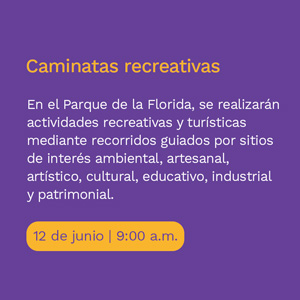 Caminatas recreativas
En el Parque de la Florida, se realizarán
actividades recreativas y turísticas
mediante recorridos guiados por sitios
de interés ambiental, artesanal,
artístico, cultural, educativo, industrial
y patrimonial.
12 de junio | 9:00 a.m.